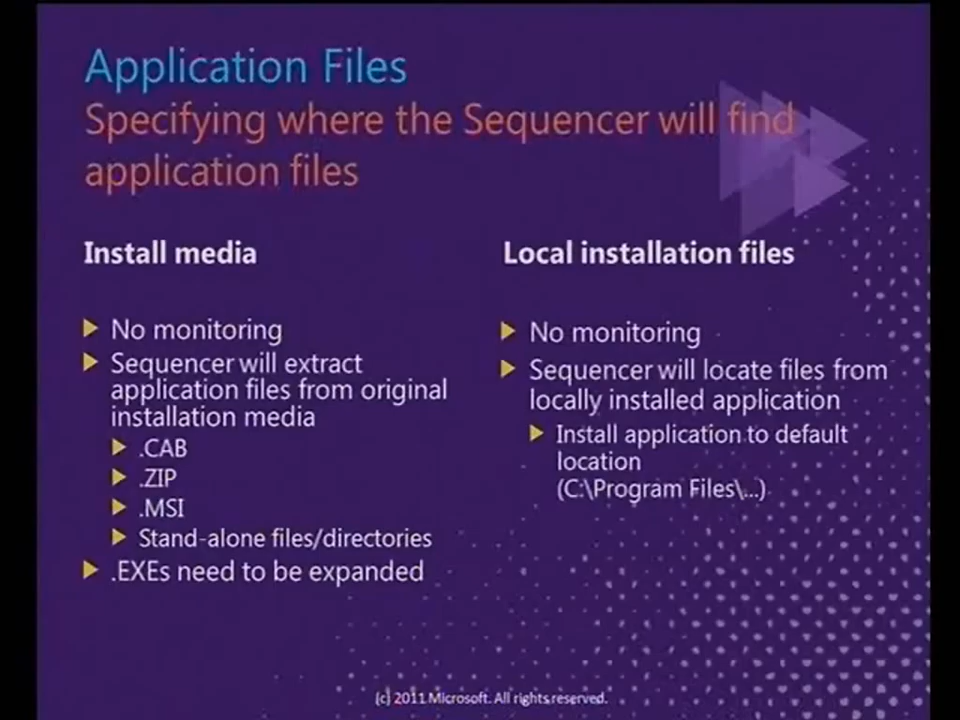 Application Files
Specifying where the Sequencer will find
application files
Install media
No monitoring
Sequencer will extract
application files from original
installation media
.CAB
.ZIP
.MSI
Stand-alone files/directories
.EXEs need to be expanded
Local installation files
No monitoring
Sequencer will locate files from
locally installed application
Install application to default
location
(C:\Program Files\...)
(c) 2011 Microsoft. All rights reserved.